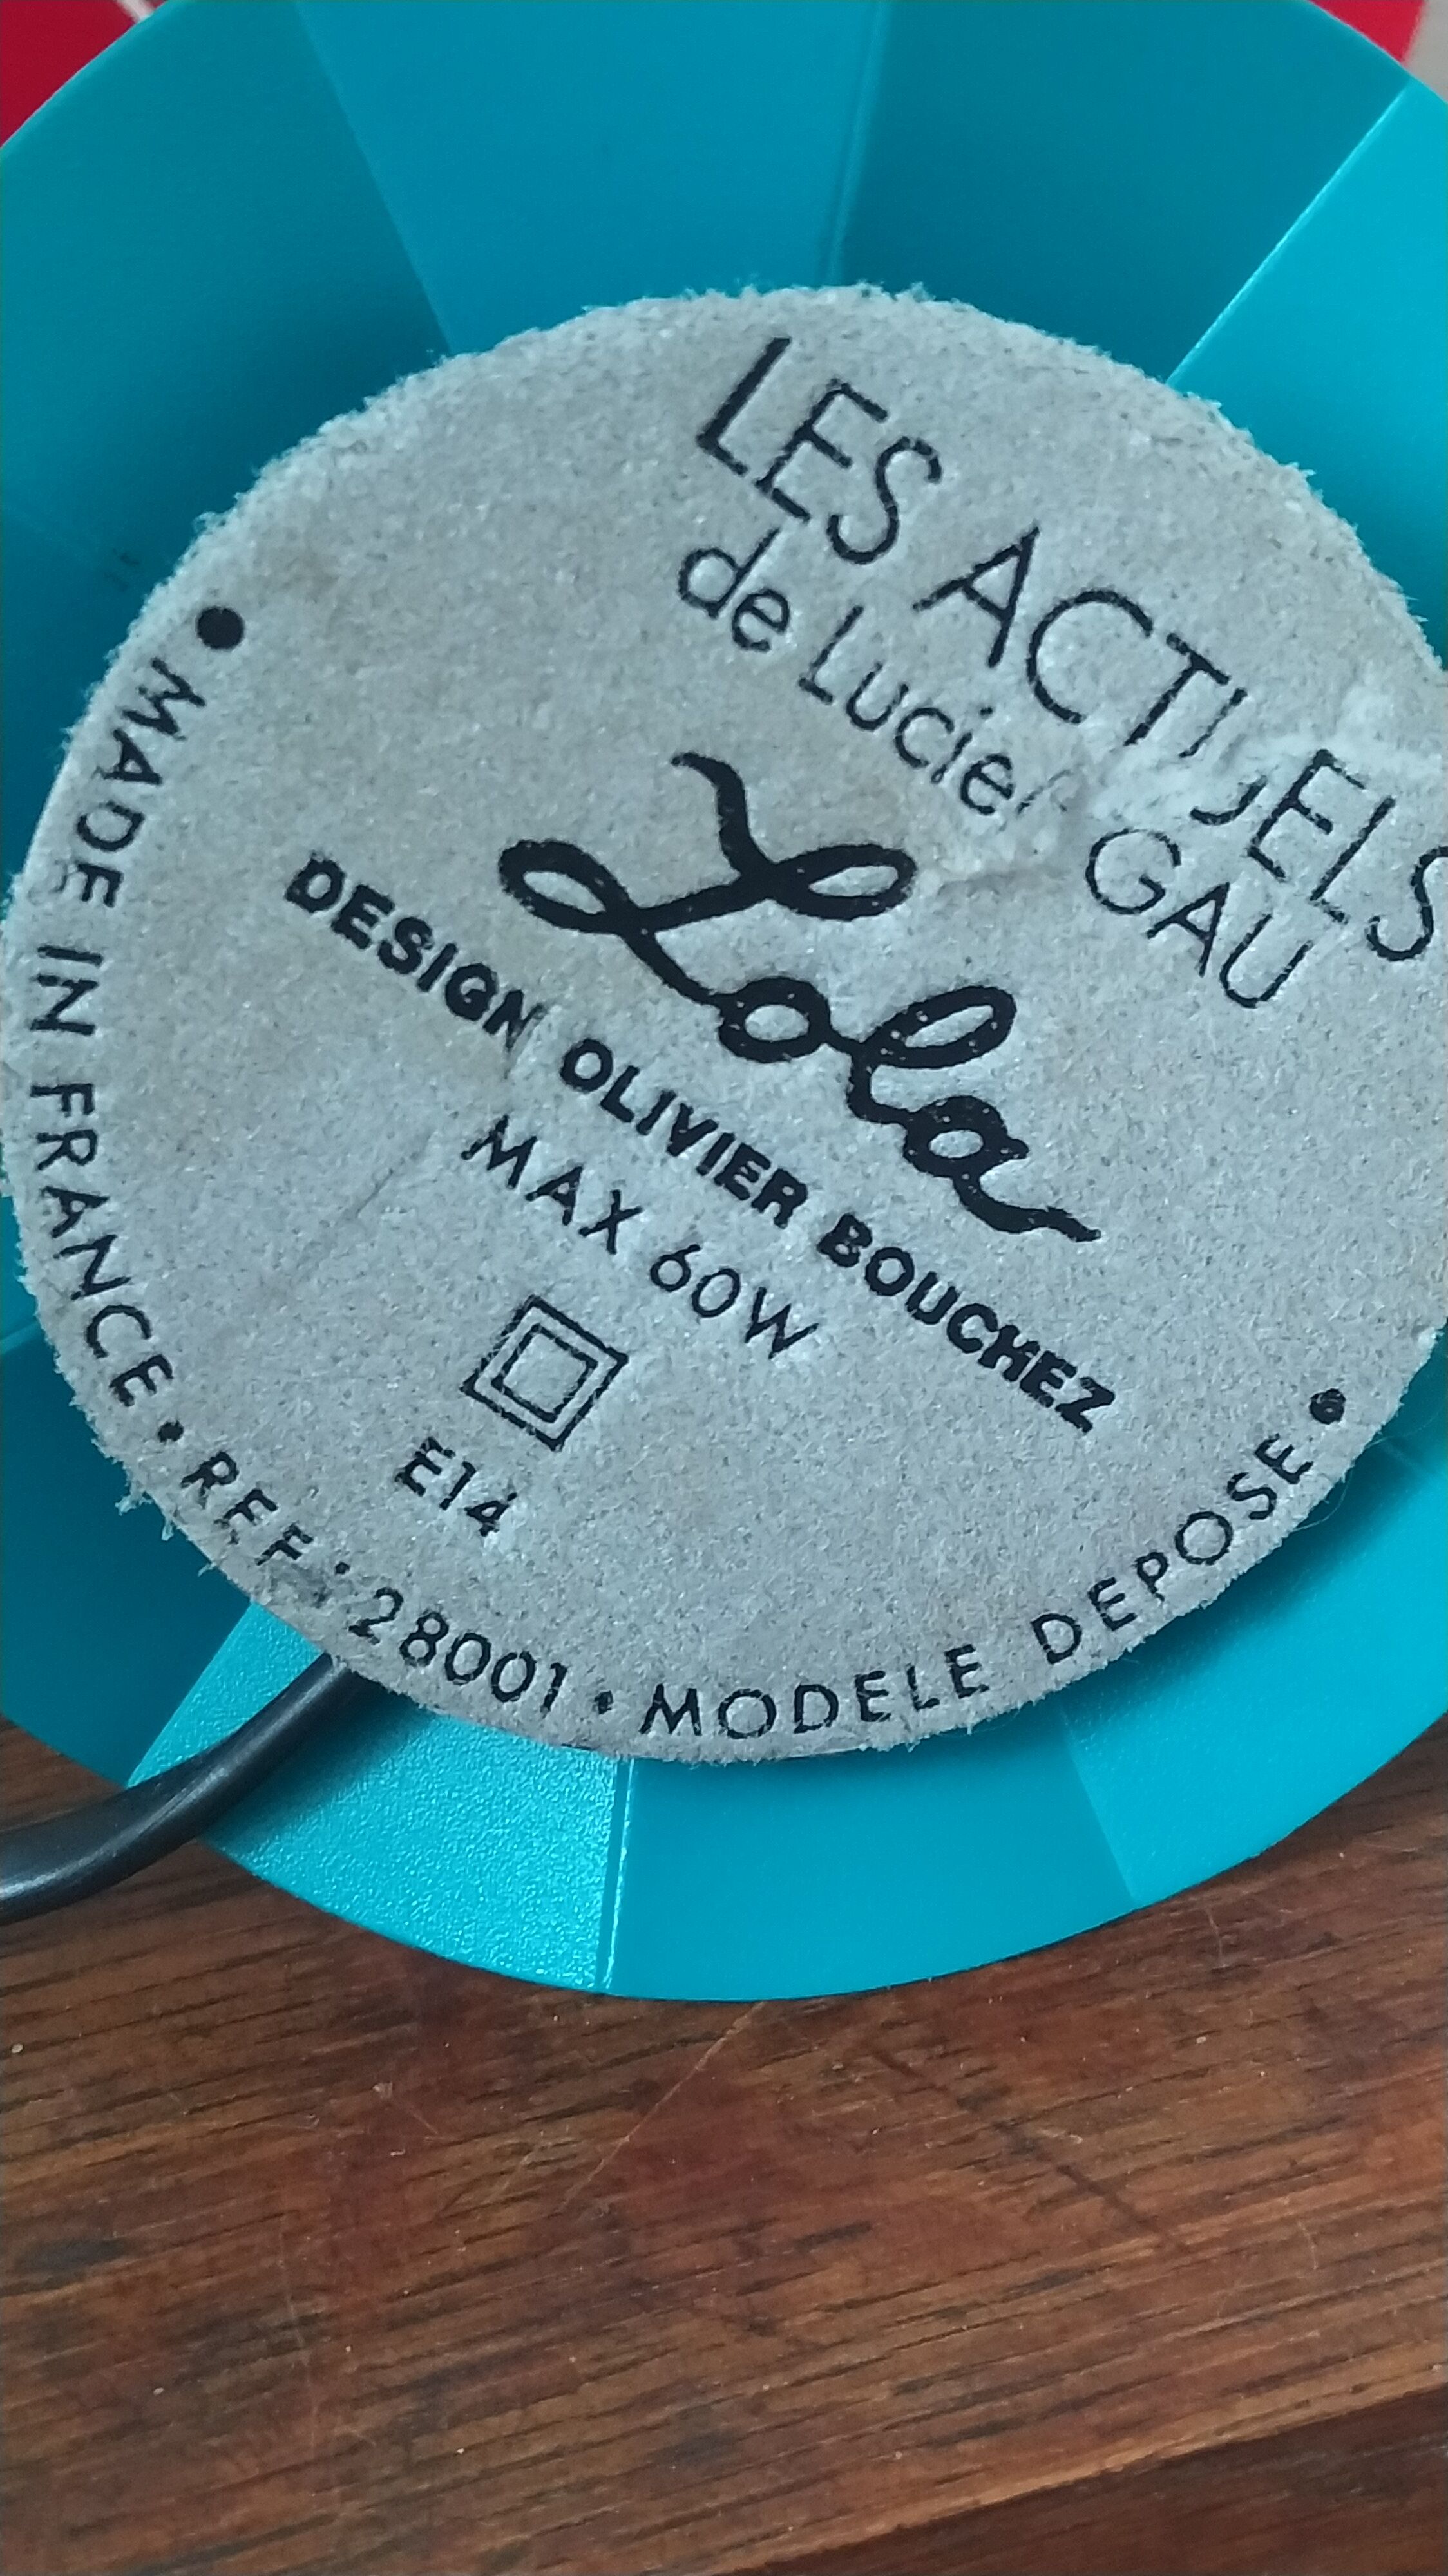 LES ACTUELS
de Lucien GAU
Lola
DESIGN OLIVIER BOUCHEZ
MAX 60W
E14
• MADE IN FRANCE • REF: 28001 • MODELE DEPOSE •